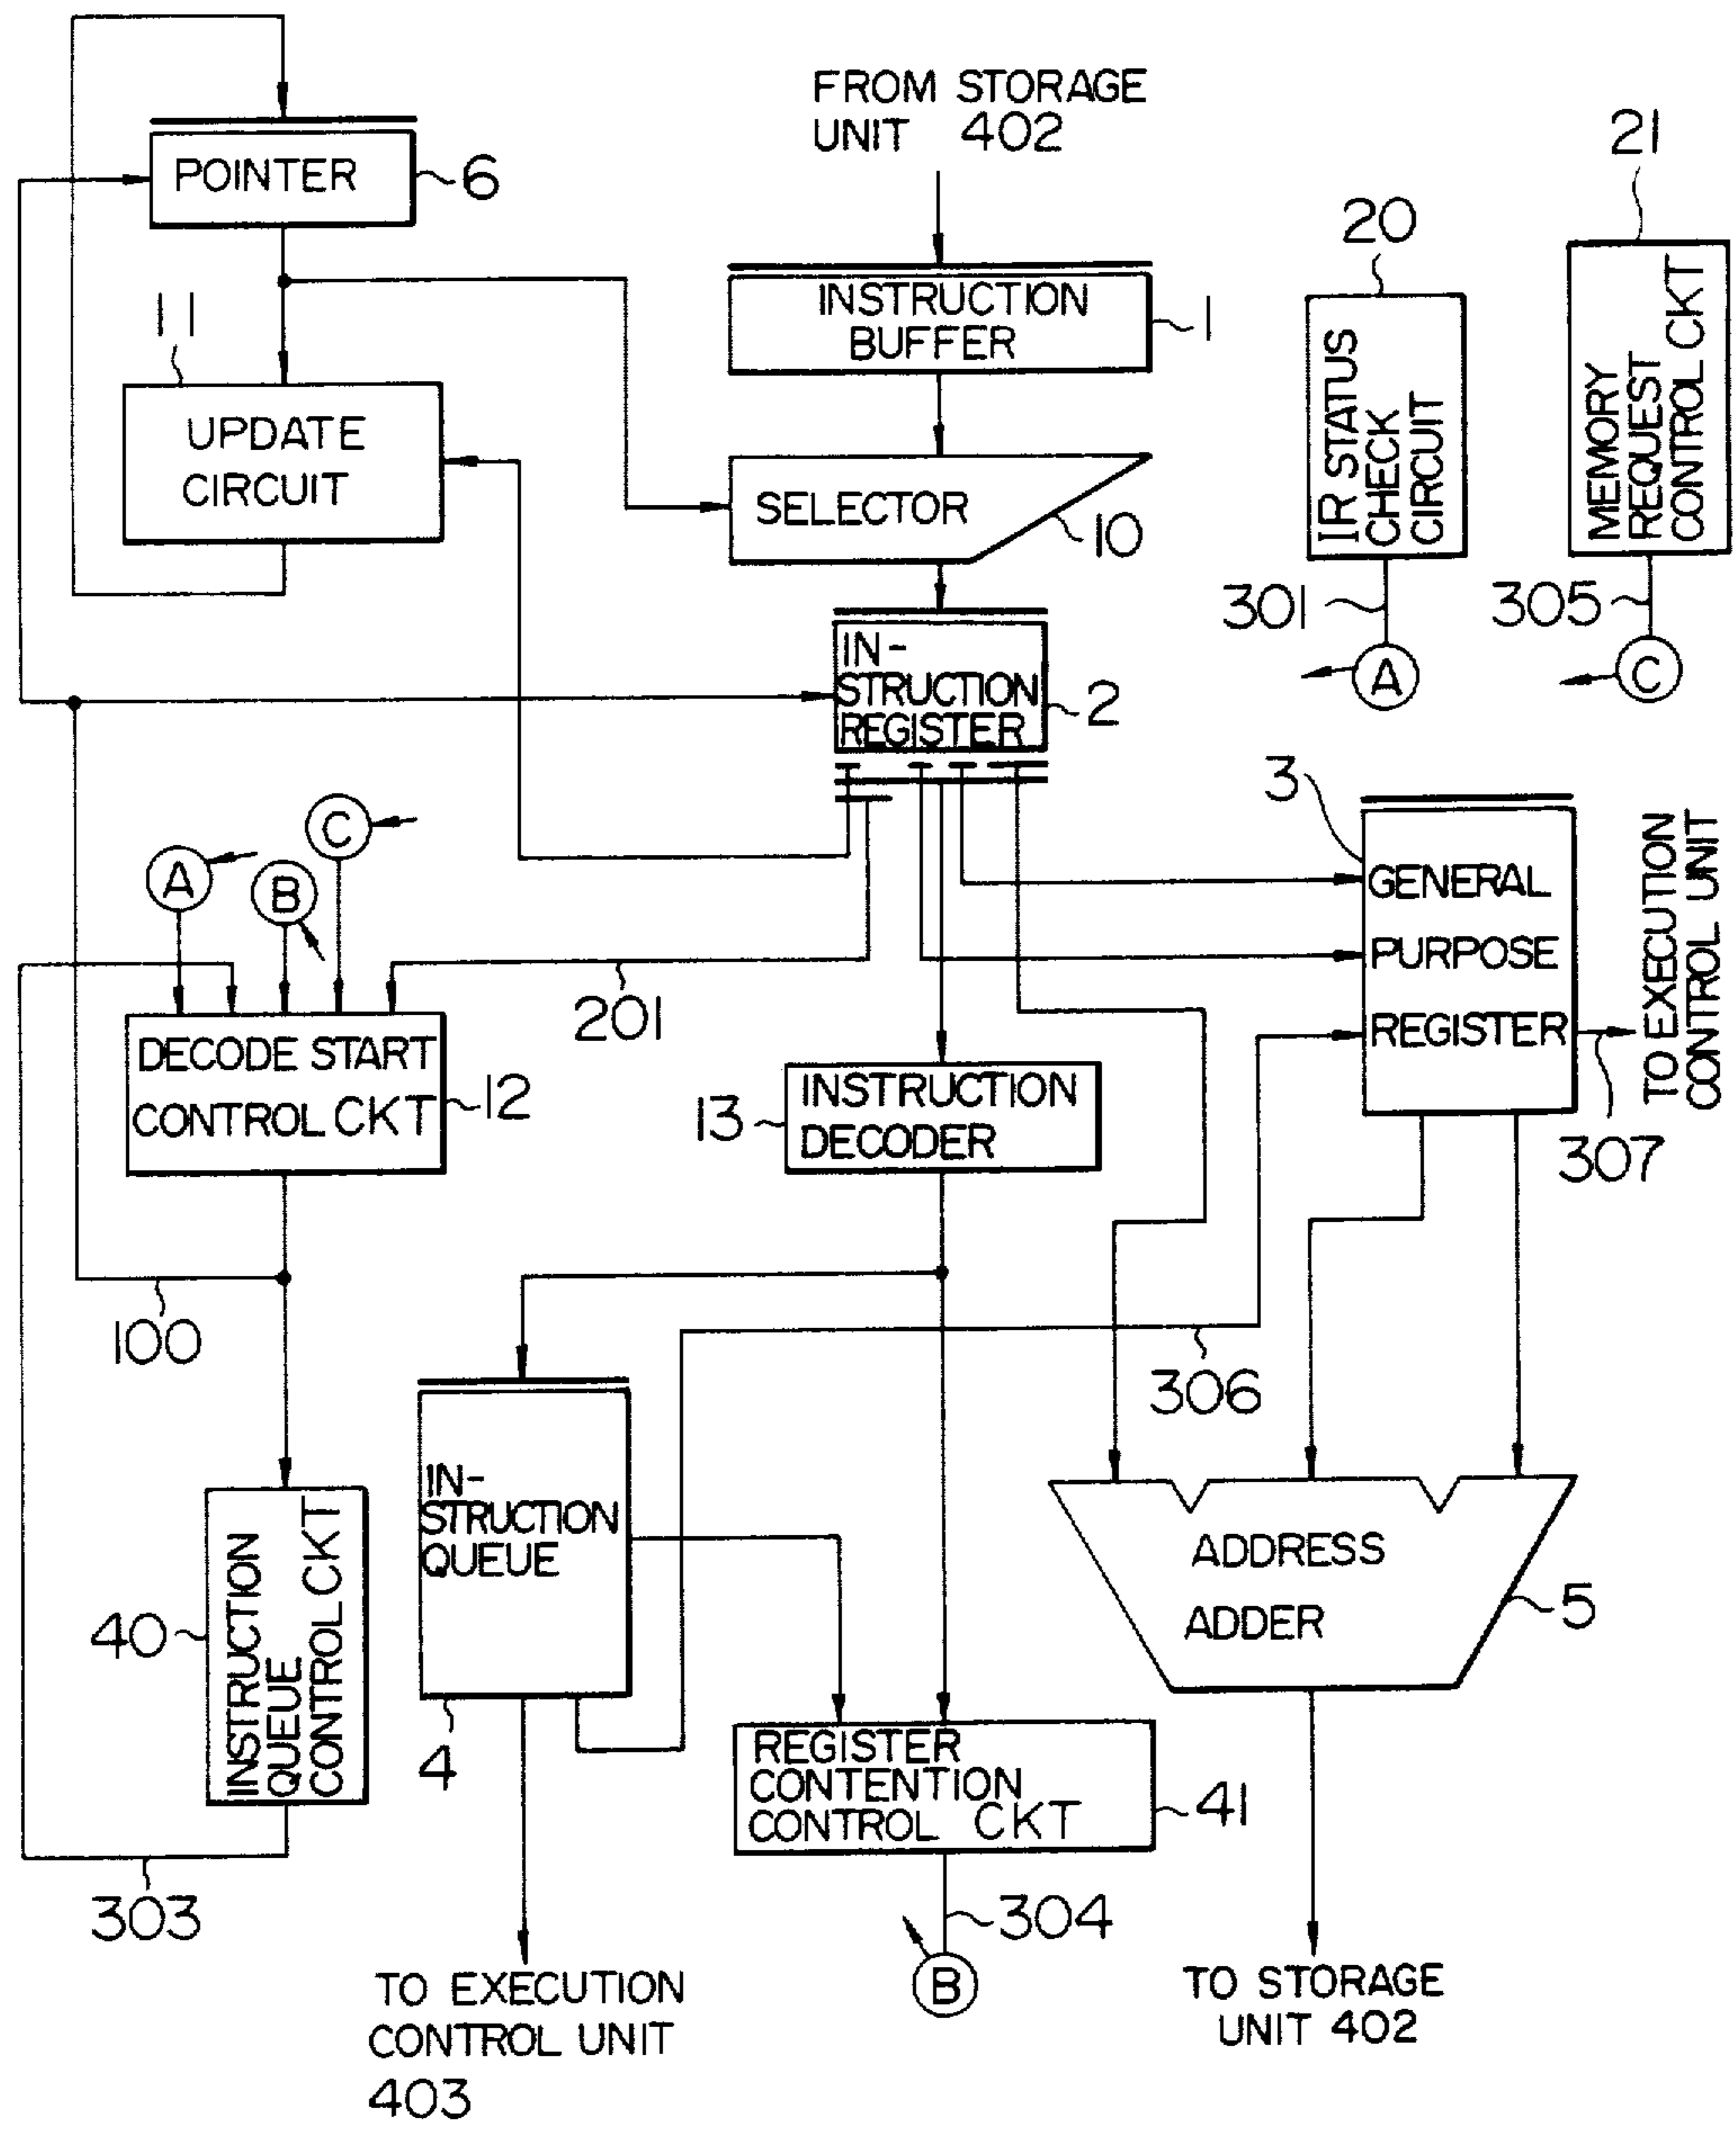 FROM STORAGE
UNIT 402
POINTER
6
INSTRUCTION
BUFFER
1
20
IR STATUS
CHECK
CIRCUIT
21
MEMORY
REQUEST
CONTROL CKT
11
UPDATE
CIRCUIT
SELECTOR
10
301
A
305
C
IN-
STRUCTION
REGISTER
2
3
GENERAL
PURPOSE
REGISTER
TO EXECUTION
CONTROL UNIT
307
A
B
C
201
DECODE START
CONTROL CKT
12
13
INSTRUCTION
DECODER
100
306
IN-
STRUCTION
QUEUE
4
40
INSTRUCTION
QUEUE
CONTROL CKT
ADDRESS
ADDER
5
REGISTER
CONTENTION
CONTROL CKT
41
303
304
B
TO EXECUTION
CONTROL UNIT
403
TO STORAGE
UNIT 402